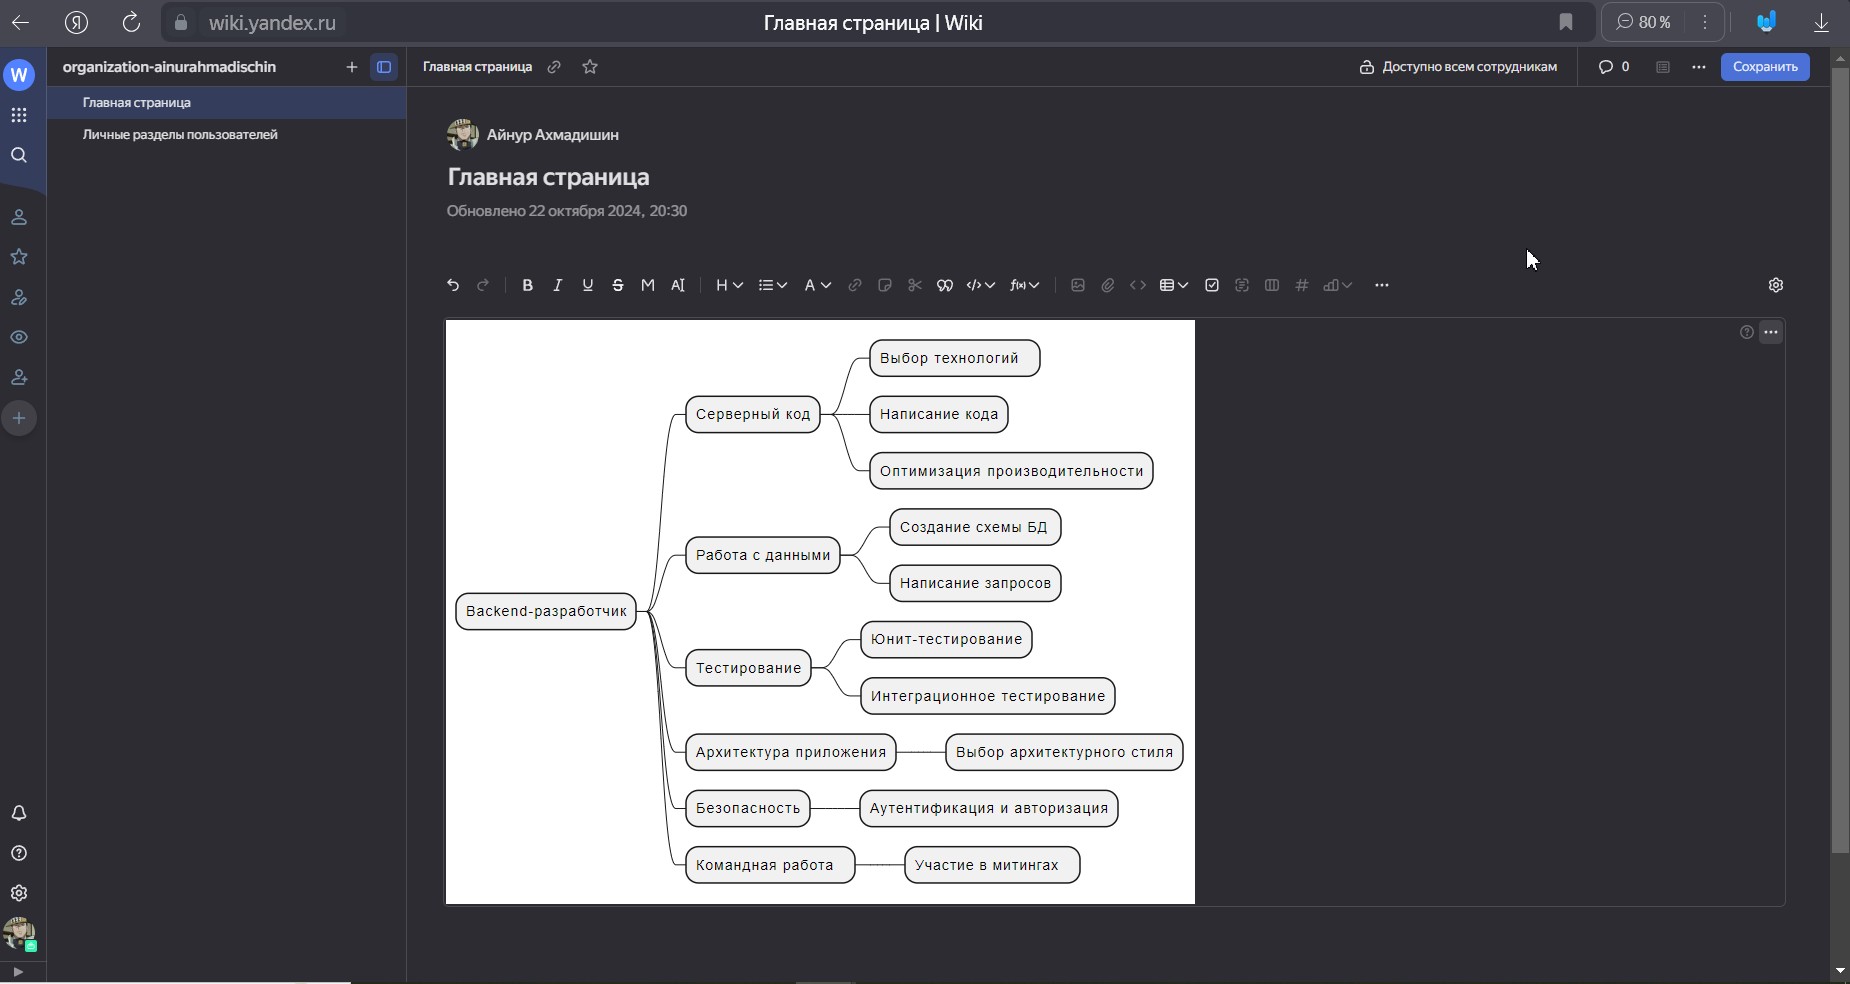 Я
wiki.yandex.ru
Главная страница | Wiki
80 %
W
organization-ainurahmadischin
Главная страница
Доступно всем сотрудникам
0
Сохранить
Главная страница
Личные разделы пользователей
Айнур Ахмадишин
Главная страница
Обновлено 22 октября 2024, 20:30
B I U S M AI H A f(x) #
Выбор технологий
Серверный код
Написание кода
Оптимизация производительности
Создание схемы БД
Работа с данными
Написание запросов
Backend-разработчик
Юнит-тестирование
Тестирование
Интеграционное тестирование
Архитектура приложения
Выбор архитектурного стиля
Безопасность
Аутентификация и авторизация
Командная работа
Участие в митингах